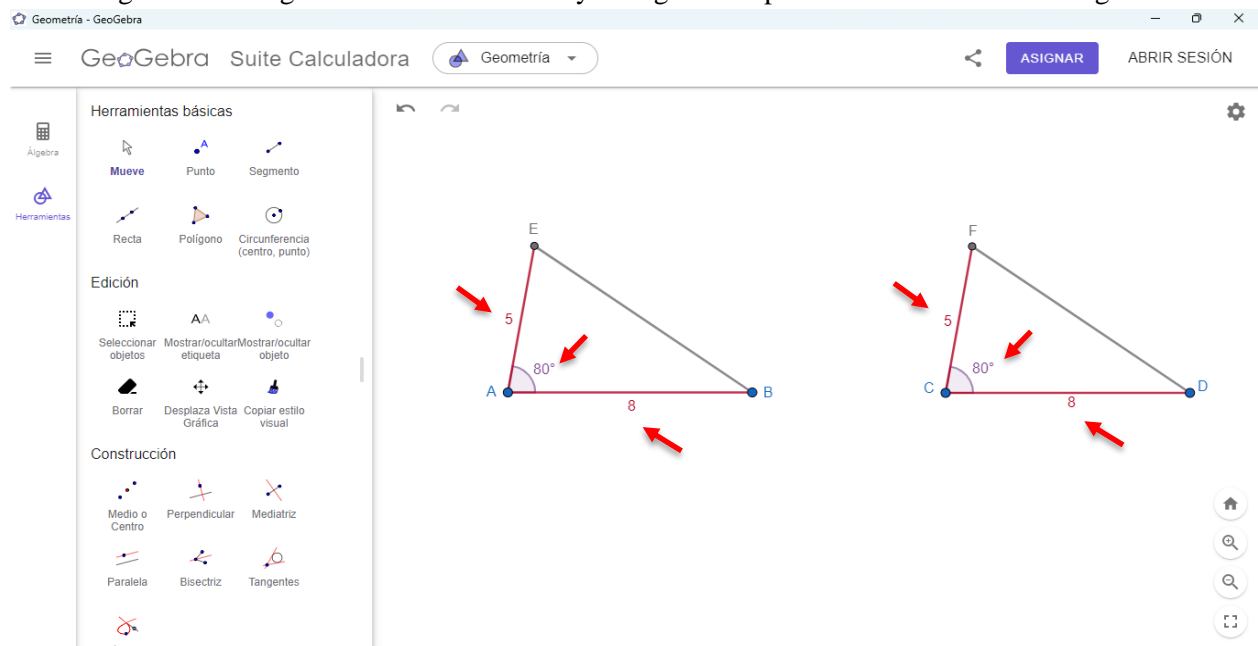 Geometría - GeoGebra
GeoGebra Suite Calculadora
Geometría
ASIGNAR
ABRIR SESIÓN
Álgebra
Herramientas
Herramientas básicas
Mueve
Punto
Segmento
Recta
Polígono
Circunferencia
(centro, punto)
Edición
Seleccionar
objetos
Mostrar/ocultar
etiqueta
Mostrar/ocultar
objeto
Borrar
Desplaza Vista
Gráfica
Copiar estilo
visual
Construcción
Medio o
Centro
Perpendicular
Mediatriz
Paralela
Bisectriz
Tangentes
A
AA
E
5
80°
A
B
8
F
5
80°
C
D
8